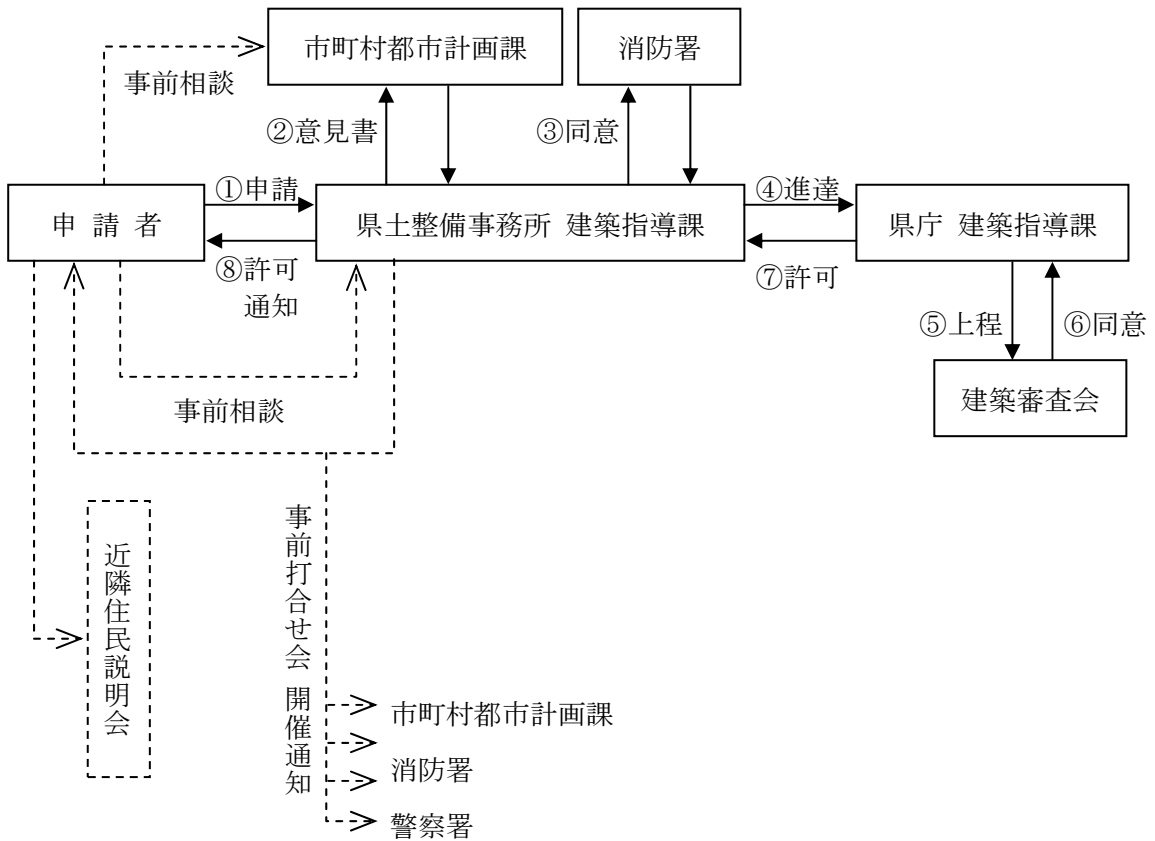 市町村都市計画課
消防署
事前相談
②意見書
③同意
①申請
④進達
申 請 者
県土整備事務所 建築指導課
県庁 建築指導課
⑧許可
通知
⑦許可
⑤上程
⑥同意
建築審査会
事前相談
近隣住民説明会
事前打合せ会 開催通知
市町村都市計画課
消防署
警察署